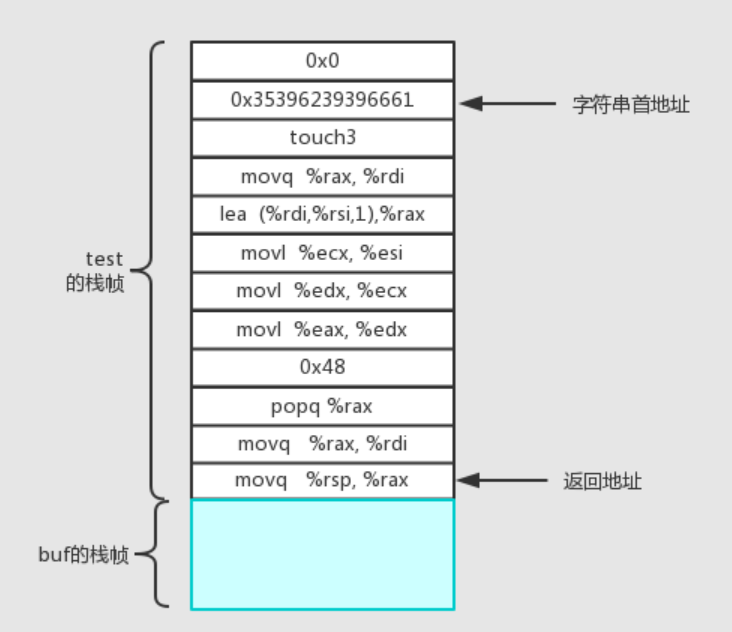 0x0
0x35396239396661
字符串首地址
touch3
movq %rax, %rdi
lea (%rdi,%rsi,1),%rax
movl %ecx, %esi
test
的栈帧
movl %edx, %ecx
movl %eax, %edx
0x48
popq %rax
movq %rax, %rdi
movq %rsp, %rax
返回地址
buf的栈帧